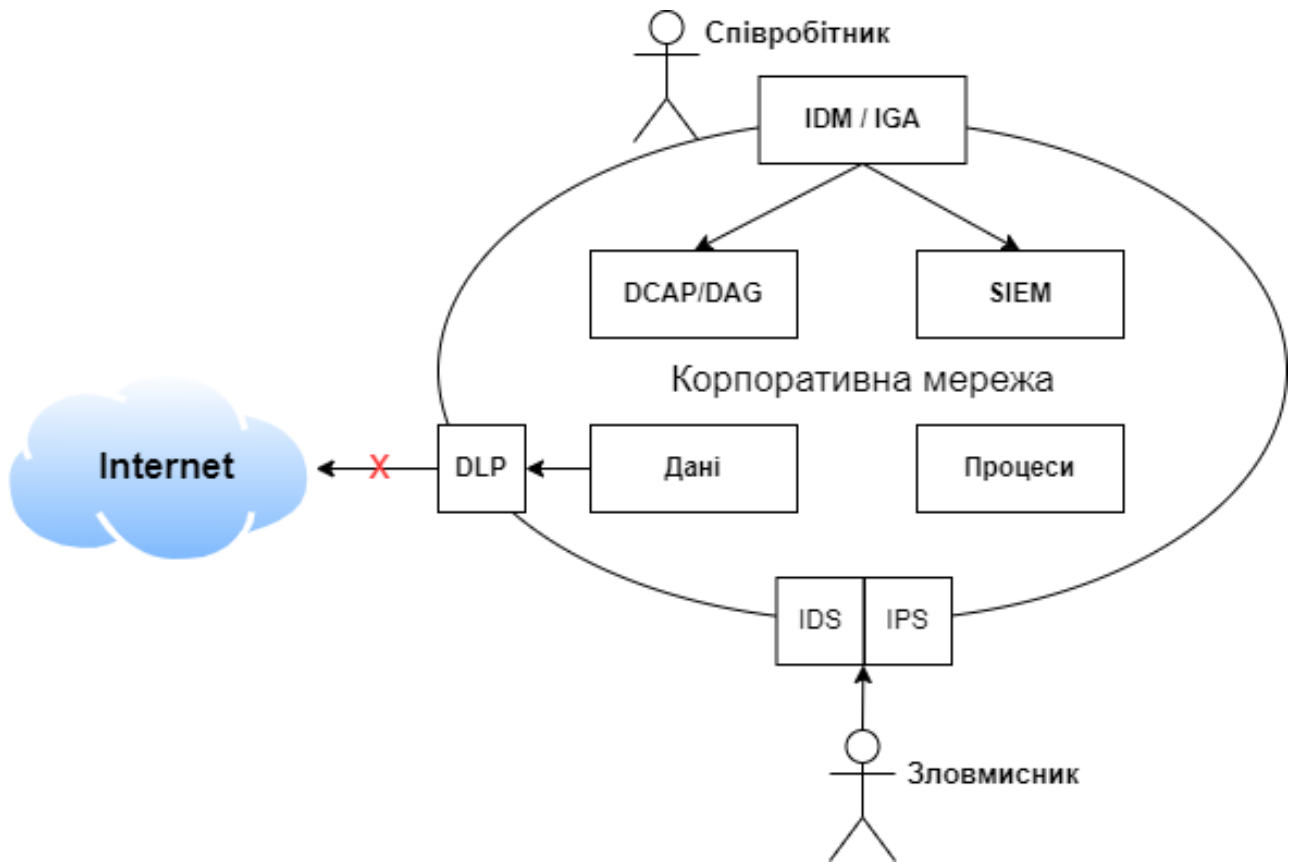 Співробітник
IDM / IGA
DCAP/DAG
SIEM
Корпоративна мережа
Internet
X
DLP
Дані
Процеси
IDS
IPS
Зловмисник